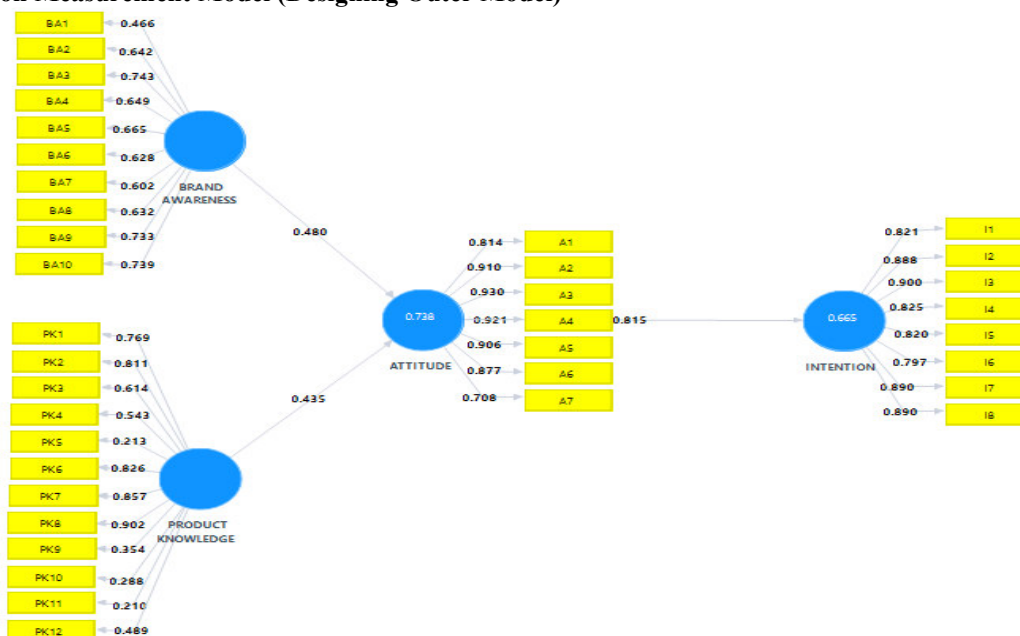 on Measurement Model (Designing Outer Model)
BA1 0.466
BA2 0.642
BA3 0.743
BA4 0.649
BA5 0.665
BA6 0.628
BA7 0.602
BA8 0.632
BA9 0.733
BA10 0.739
BRAND
AWARENESS
0.480
PK1 0.769
PK2 0.811
PK3 0.614
PK4 0.543
PK5 0.213
PK6 0.826
PK7 0.857
PK8 0.902
PK9 0.354
PK10 0.288
PK11 0.210
PK12 0.489
PRODUCT
KNOWLEDGE
0.435
0.738
ATTITUDE
0.814 A1
0.910 A2
0.930 A3
0.921 A4
0.906 A5
0.877 A6
0.708 A7
0.815
0.665
INTENTION
0.821 I1
0.888 I2
0.900 I3
0.825 I4
0.820 I5
0.797 I6
0.890 I7
0.890 I8